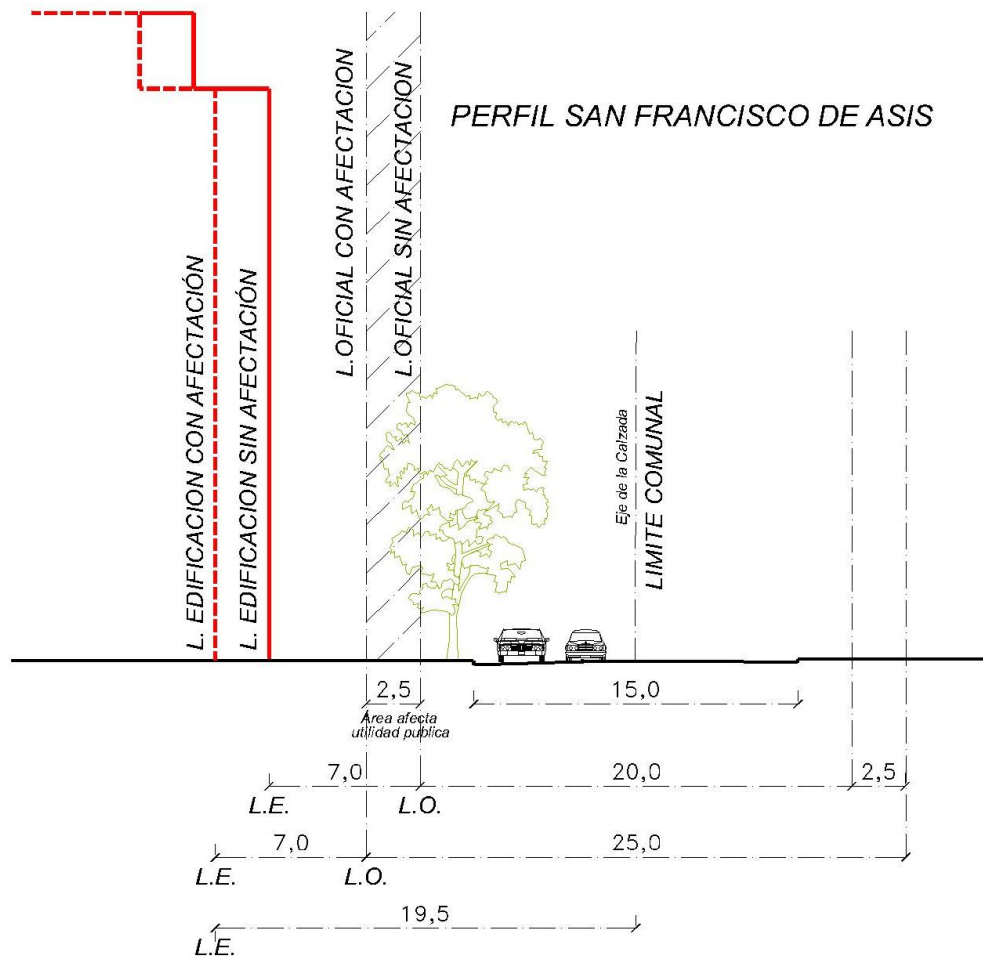 PERFIL SAN FRANCISCO DE ASIS
L. EDIFICACION CON AFECTACIÓN
L. EDIFICACION SIN AFECTACIÓN
L.OFICIAL CON AFECTACION
L.OFICIAL SIN AFECTACION
Eje de la Calzada
LIMITE COMUNAL
2,5
15,0
Area afecta
utilidad publica
7,0
20,0
2,5
L.E.
L.O.
7,0
25,0
L.E.
L.O.
19,5
L.E.